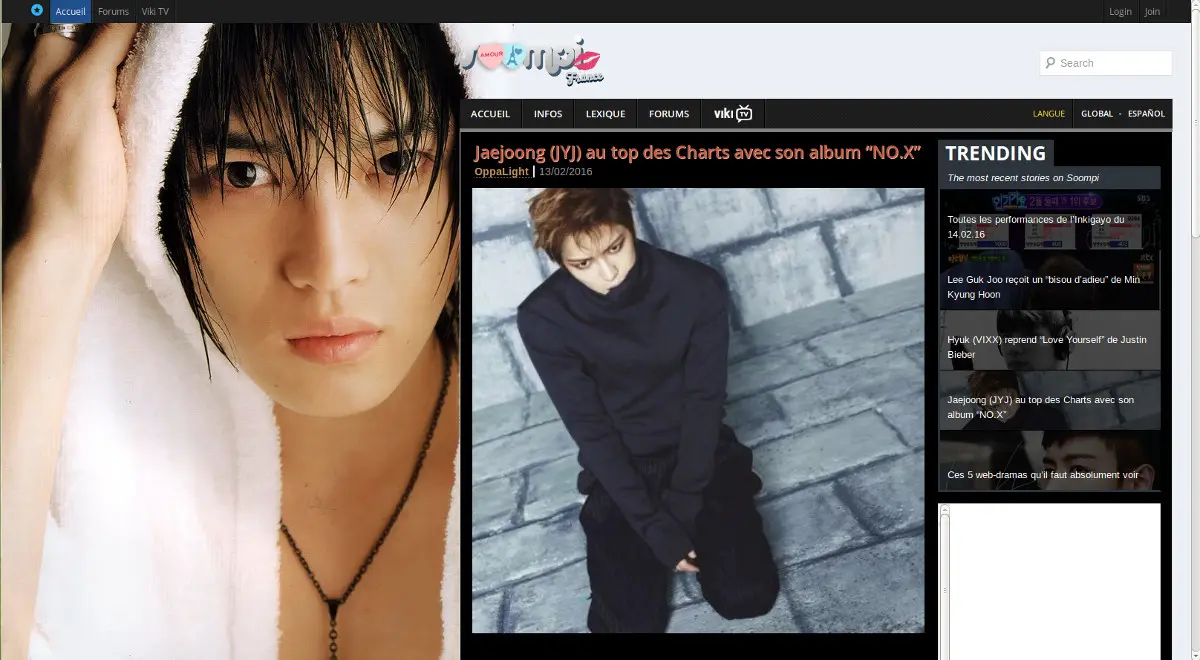 Accueil Forums Viki TV Login Join
AMOUR
soompi
France
Search
ACCUEIL INFOS LEXIQUE FORUMS VIKI TV LANGUE GLOBAL - ESPAÑOL
Jaejoong (JYJ) au top des Charts avec son album “NO.X”
OppaLight | 13/02/2016
TRENDING
The most recent stories on Soompi
Toutes les performances de l'Inkigayo du
14.02.16
Lee Guk Joo reçoit un “bisou d'adieu” de Min
Kyung Hoon
Hyuk (VIXX) reprend “Love Yourself” de Justin
Bieber
Jaejoong (JYJ) au top des Charts avec son
album “NO.X”
Ces 5 web-dramas qu'il faut absolument voir